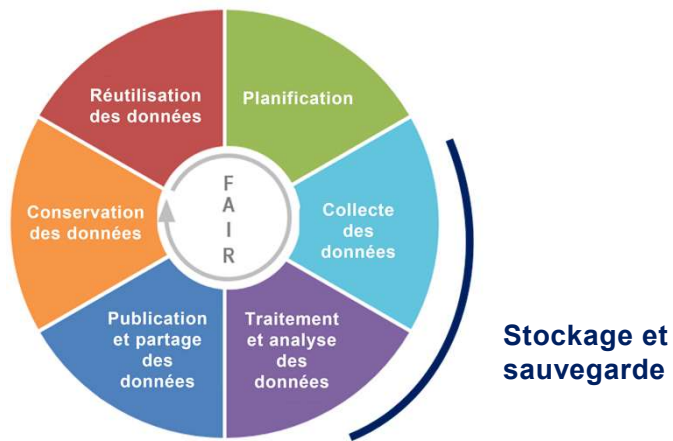 Réutilisation
des données
Planification
Conservation
des données
F
A
I
R
Collecte
des
données
Publication
et partage
des
données
Traitement
et analyse
des
données
Stockage et
sauvegarde